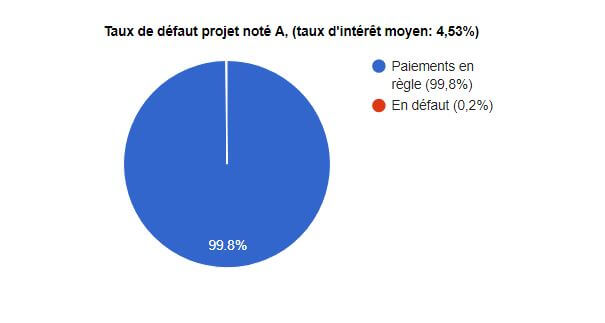 Taux de défaut projet noté A, (taux d'intérêt moyen: 4,53%)
Paiements en
règle (99,8%)
En défaut (0,2%)
99.8%